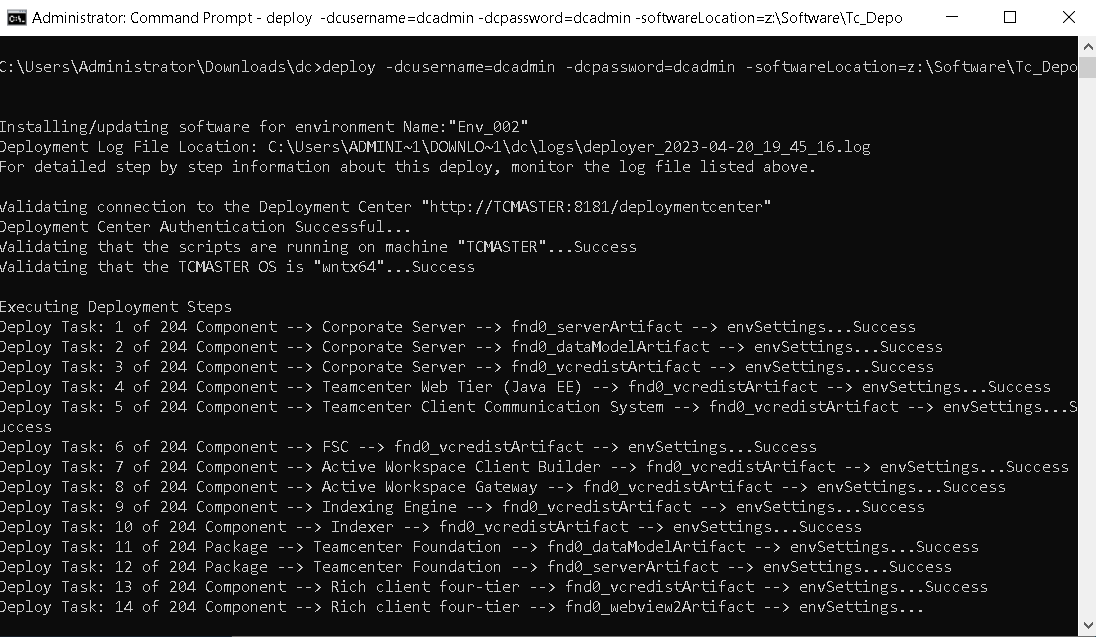 Administrator: Command Prompt - deploy -dcusername=dcadmin -dcpassword=dcadmin -softwareLocation=z:\Software\Tc_Depo
C:\Users\Administrator\Downloads\dc>deploy -dcusername=dcadmin -dcpassword=dcadmin -softwareLocation=z:\Software\Tc_Depo
Installing/updating software for environment Name:"Env_002"
Deployment Log File Location: C:\Users\ADMINI~1\DOWNLO~1\dc\logs\deployer_2023-04-20_19_45_16.log
For detailed step by step information about this deploy, monitor the log file listed above.
Validating connection to the Deployment Center "http://TCMASTER:8181/deploymentcenter"
Deployment Center Authentication Successful...
Validating that the scripts are running on machine "TCMASTER"...Success
Validating that the TCMASTER OS is "wntx64"...Success
Executing Deployment Steps
Deploy Task: 1 of 204 Component --> Corporate Server --> fnd0_serverArtifact --> envSettings...Success
Deploy Task: 2 of 204 Component --> Corporate Server --> fnd0_dataModelArtifact --> envSettings...Success
Deploy Task: 3 of 204 Component --> Corporate Server --> fnd0_vcredistArtifact --> envSettings...Success
Deploy Task: 4 of 204 Component --> Teamcenter Web Tier (Java EE) --> fnd0_vcredistArtifact --> envSettings...Success
Deploy Task: 5 of 204 Component --> Teamcenter Client Communication System --> fnd0_vcredistArtifact --> envSettings...S
uccess
Deploy Task: 6 of 204 Component --> FSC --> fnd0_vcredistArtifact --> envSettings...Success
Deploy Task: 7 of 204 Component --> Active Workspace Client Builder --> fnd0_vcredistArtifact --> envSettings...Success
Deploy Task: 8 of 204 Component --> Active Workspace Gateway --> fnd0_vcredistArtifact --> envSettings...Success
Deploy Task: 9 of 204 Component --> Indexing Engine --> fnd0_vcredistArtifact --> envSettings...Success
Deploy Task: 10 of 204 Component --> Indexer --> fnd0_vcredistArtifact --> envSettings...Success
Deploy Task: 11 of 204 Package --> Teamcenter Foundation --> fnd0_dataModelArtifact --> envSettings...Success
Deploy Task: 12 of 204 Package --> Teamcenter Foundation --> fnd0_serverArtifact --> envSettings...Success
Deploy Task: 13 of 204 Component --> Rich client four-tier --> fnd0_vcredistArtifact --> envSettings...Success
Deploy Task: 14 of 204 Component --> Rich client four-tier --> fnd0_webview2Artifact --> envSettings...